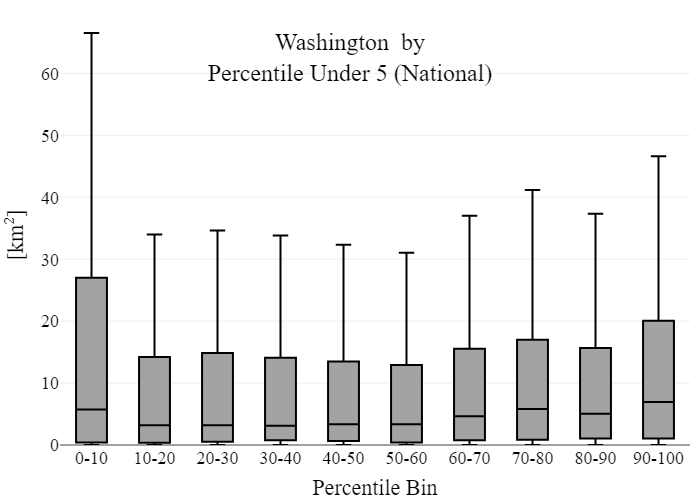 Washington by
Percentile Under 5 (National)
[km²]
60
50
40
30
20
10
0
0-10 10-20 20-30 30-40 40-50 50-60 60-70 70-80 80-90 90-100
Percentile Bin